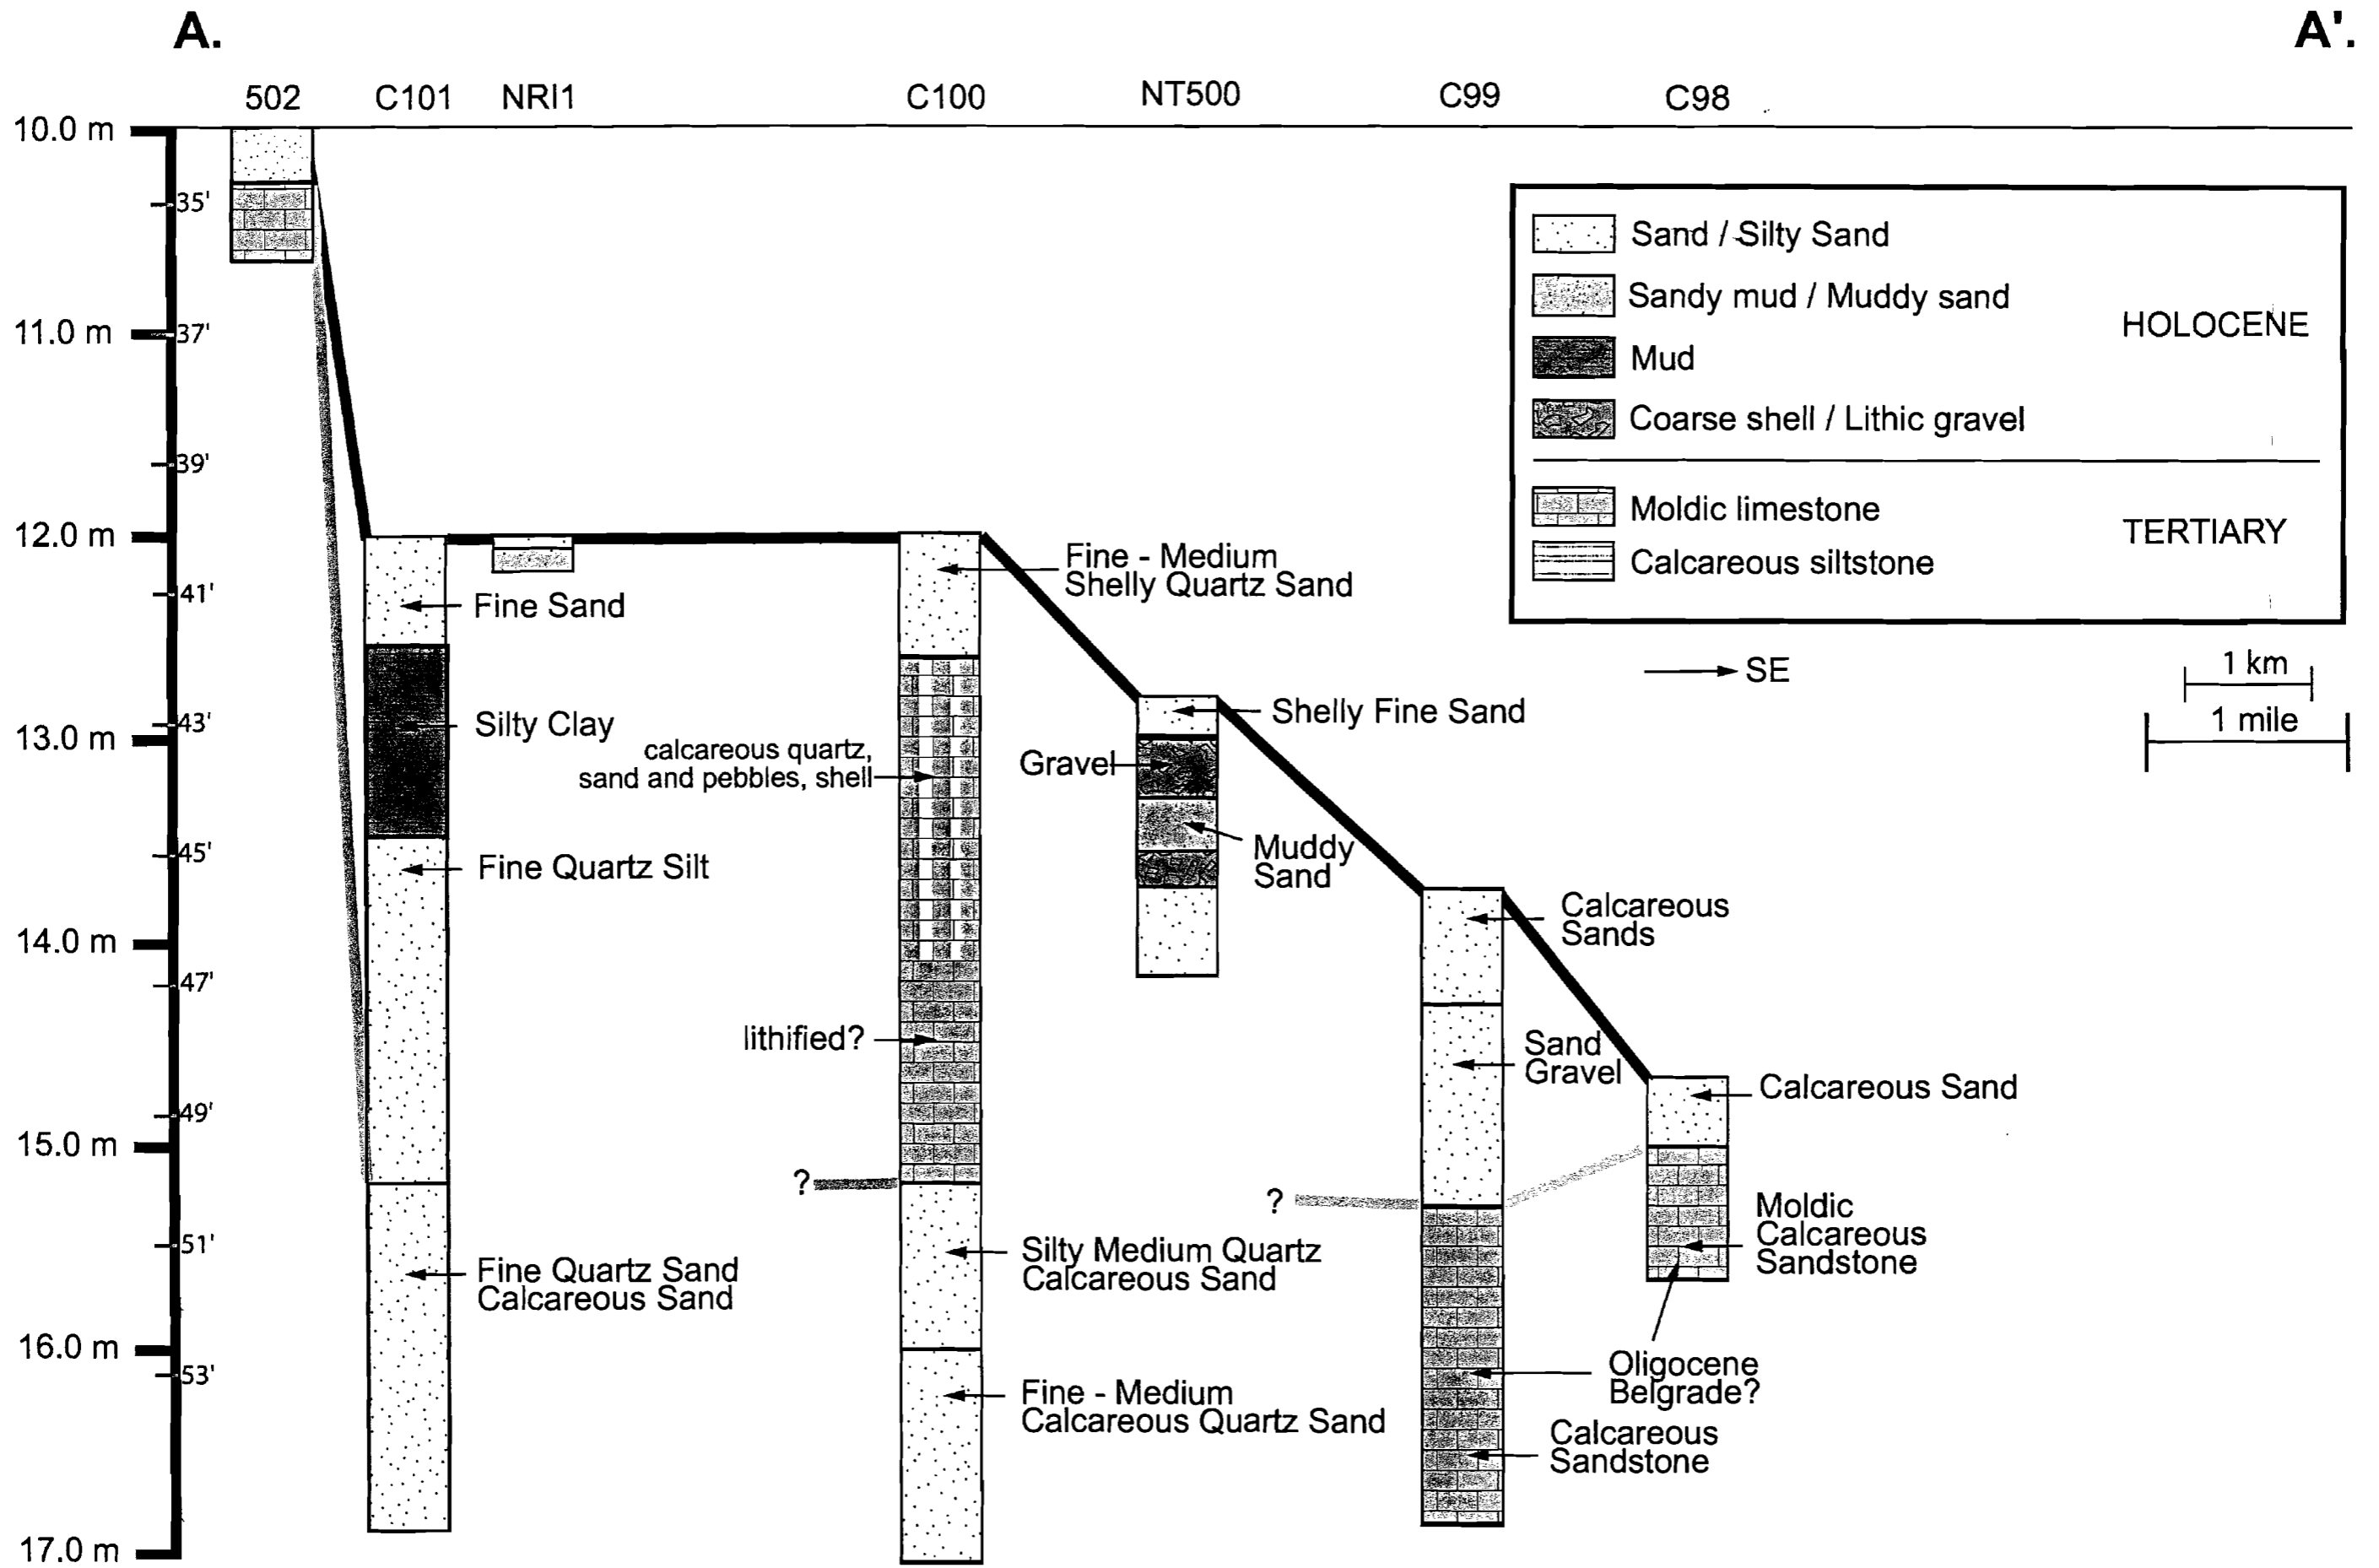 A.
A'.
502 C101 NRI1 C100 NT500 C99 C98
10.0 m
35'
11.0 m
37'
39'
12.0 m
41'
43'
13.0 m
45'
14.0 m
47'
49'
15.0 m
51'
16.0 m
53'
17.0 m
Sand / Silty Sand
Sandy mud / Muddy sand
Mud
Coarse shell / Lithic gravel
HOLOCENE
Moldic limestone
Calcareous siltstone
TERTIARY
SE
1 km
1 mile
Fine Sand
Silty Clay
Fine Quartz Silt
Fine Quartz Sand
Calcareous Sand
Fine - Medium
Shelly Quartz Sand
calcareous quartz,
sand and pebbles, shell
lithified?
?
Silty Medium Quartz
Calcareous Sand
Fine - Medium
Calcareous Quartz Sand
Shelly Fine Sand
Gravel
Muddy
Sand
Calcareous
Sands
Sand
Gravel
?
Calcareous Sand
Moldic
Calcareous
Sandstone
Oligocene
Belgrade?
Calcareous
Sandstone